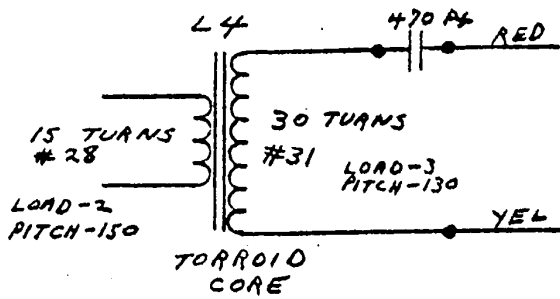 L4
470 Pf
RED
15 TURNS
#28
30 TURNS
#31
LOAD-3
PITCH-130
LOAD-2
PITCH-150
YEL
TORROID
CORE